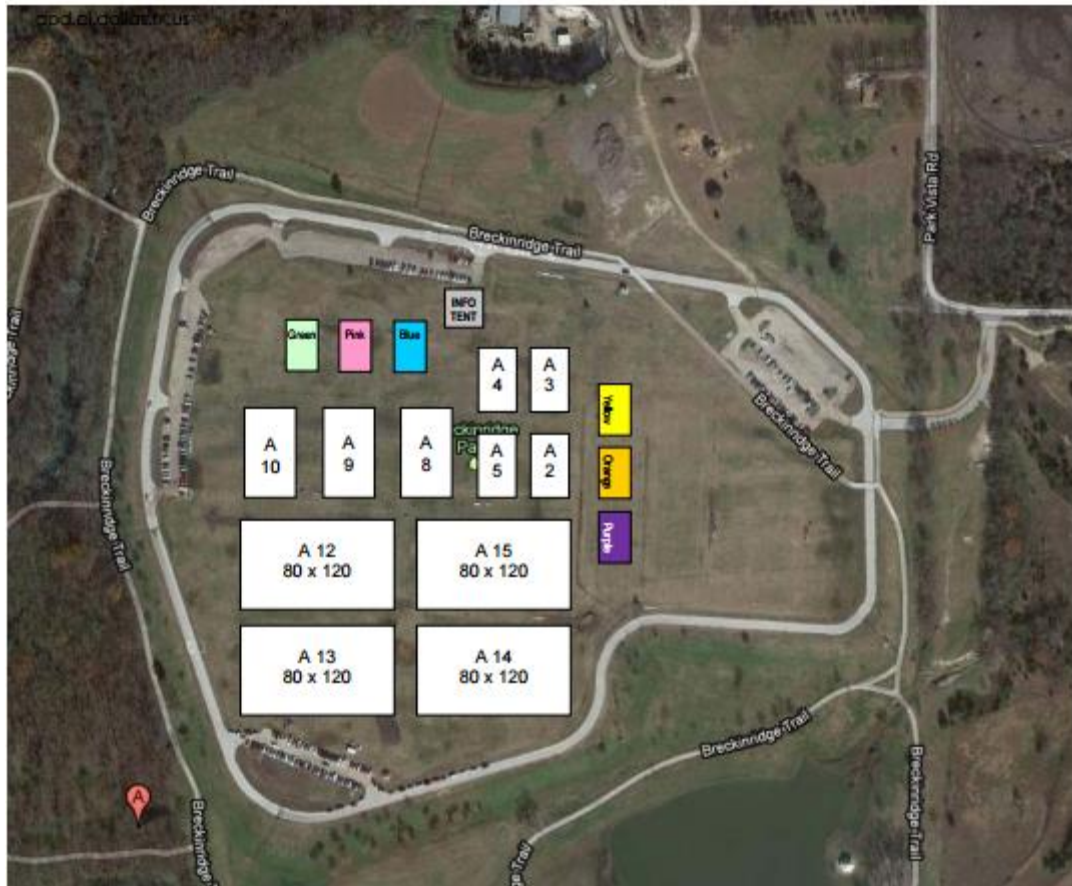 Breckinridge Trail
Breckinridge Trail
Park Vista Rd
INFO
TENT
Green
Pink
Blue
A
4
A
3
Yellow
Breckinridge Trail
A
10
A
9
A
8
A
5
A
2
Orange
Purple
Breckinridge Trail
A 12
80 x 120
A 15
80 x 120
A 13
80 x 120
A 14
80 x 120
Breckinridge Trail
Breckinridge Trail
Breckinridge Trail
A